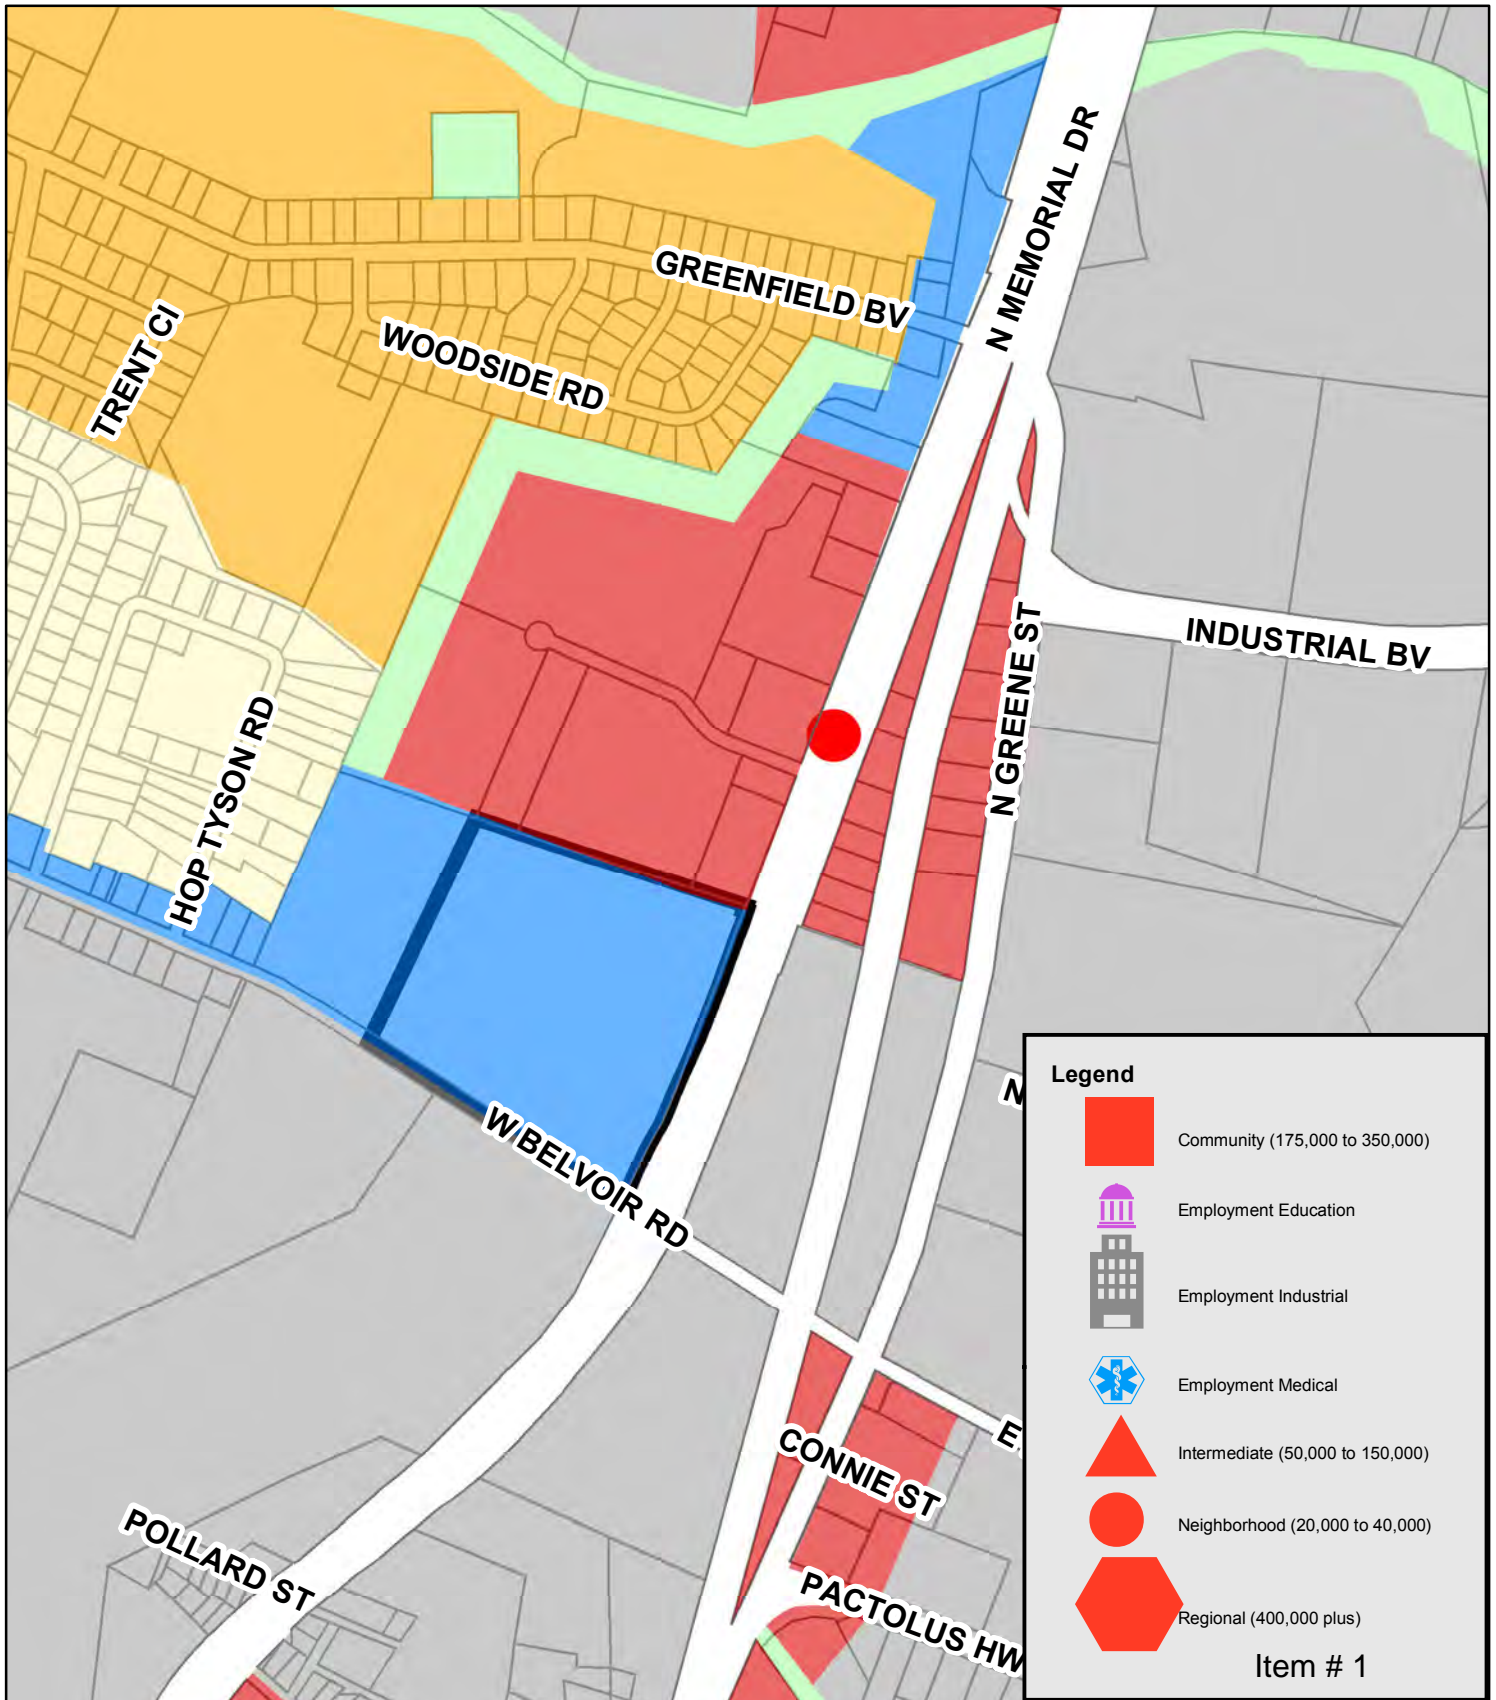 N MEMORIAL DR
GREENFIELD BV
WOODSIDE RD
TRENT CI
INDUSTRIAL BV
N GREENE ST
HOP TYSON RD
W BELVOIR RD
N
E
CONNIE ST
POLLARD ST
PACTOLUS HW
Legend
Community (175,000 to 350,000)
Employment Education
Employment Industrial
Employment Medical
Intermediate (50,000 to 150,000)
Neighborhood (20,000 to 40,000)
Regional (400,000 plus)
Item # 1